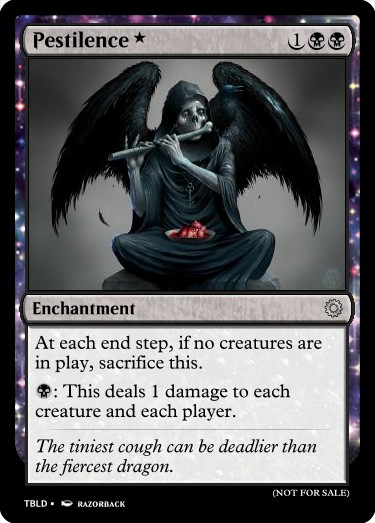 Pestilence ★ 1
Enchantment
At each end step, if no creatures are
in play, sacrifice this.
: This deals 1 damage to each
creature and each player.
The tiniest cough can be deadlier than
the fiercest dragon.
(NOT FOR SALE)
TBLD • RAZORBACK